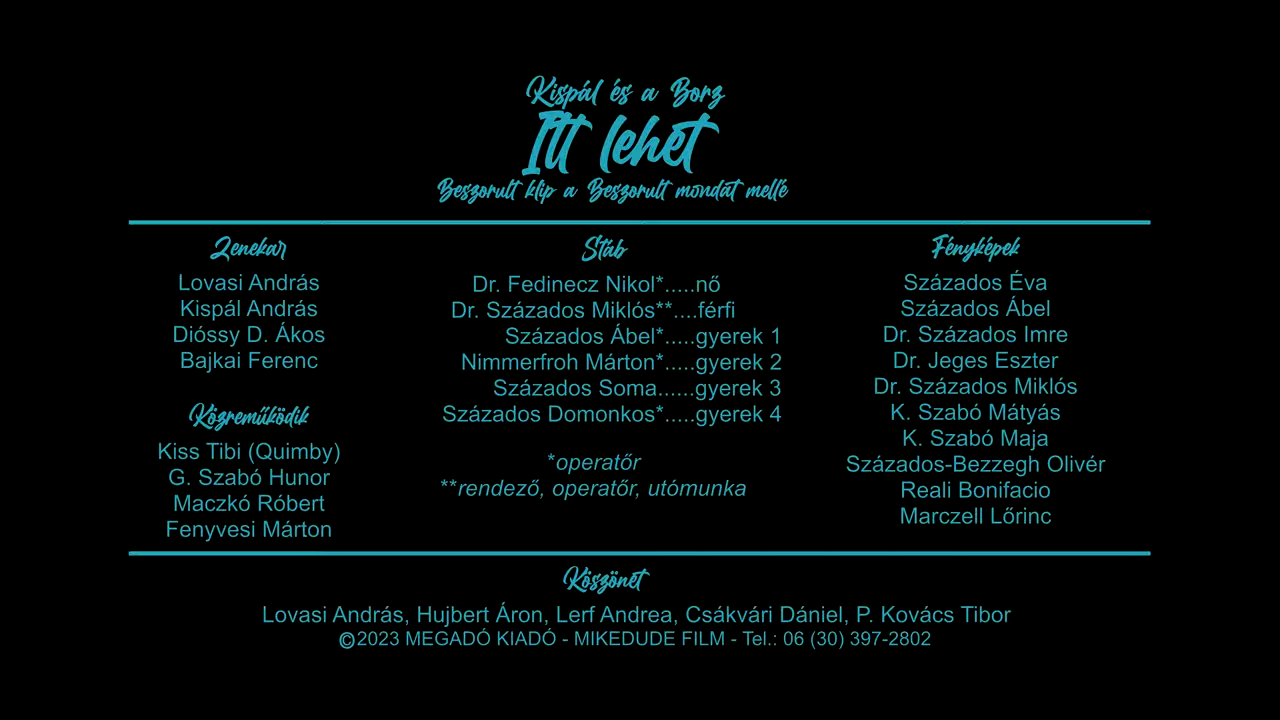 Kispál és a Borz
Itt lehet
Beszorult klip a Beszorult mondat mellé
Zenekar
Lovasi András
Kispál András
Dióssy D. Ákos
Bajkai Ferenc
Közreműködik
Kiss Tibi (Quimby)
G. Szabó Hunor
Maczkó Róbert
Fenyvesi Márton
Stáb
Dr. Fedinecz Nikol*.....nő
Dr. Százados Miklós**....férfi
Százados Ábel*.....gyerek 1
Nimmerfroh Márton*.....gyerek 2
Százados Soma......gyerek 3
Százados Domonkos*.....gyerek 4
*operatőr
**rendező, operatőr, utómunka
Fényképek
Százados Éva
Százados Ábel
Dr. Százados Imre
Dr. Jeges Eszter
Dr. Százados Miklós
K. Szabó Mátyás
K. Szabó Maja
Százados-Bezzegh Olivér
Reali Bonifacio
Marczell Lőrinc
Köszönet
Lovasi András, Hujbert Áron, Lerf Andrea, Csákvári Dániel, P. Kovács Tibor
©2023 MEGADÓ KIADÓ - MIKEDUDE FILM - Tel.: 06 (30) 397-2802